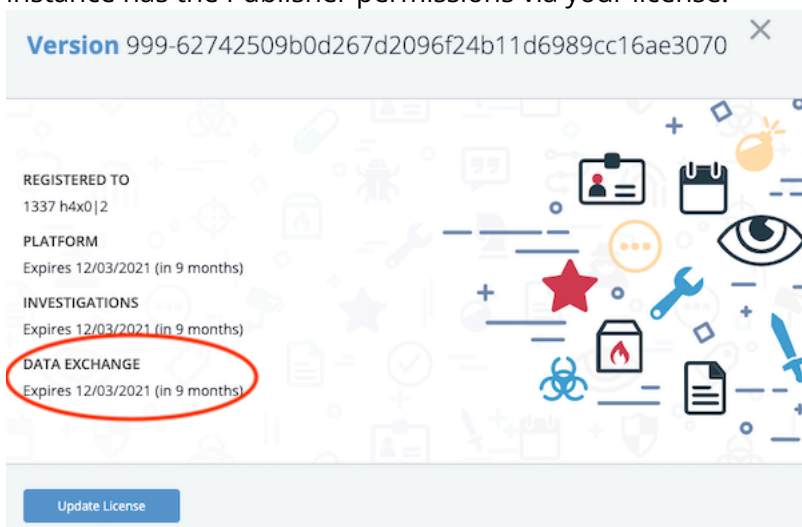 instance has the Publisher permissions via your license.
Version 999-62742509b0d267d2096f24b11d6989cc16ae3070
REGISTERED TO
1337 h4x0|2
PLATFORM
Expires 12/03/2021 (in 9 months)
INVESTIGATIONS
Expires 12/03/2021 (in 9 months)
DATA EXCHANGE
Expires 12/03/2021 (in 9 months)
Update License